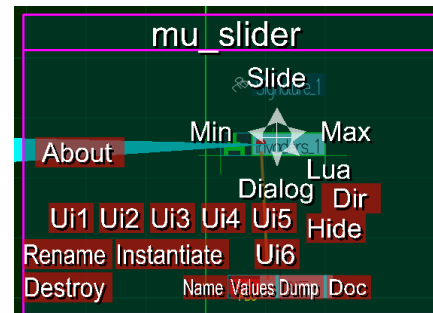 mu_slider
Slide
Signature_1
Min Max
About
Lua
Dialog Dir
Ui1 Ui2 Ui3 Ui4 Ui5 Hide
Rename Instantiate Ui6
Destroy Name Values Dump Doc